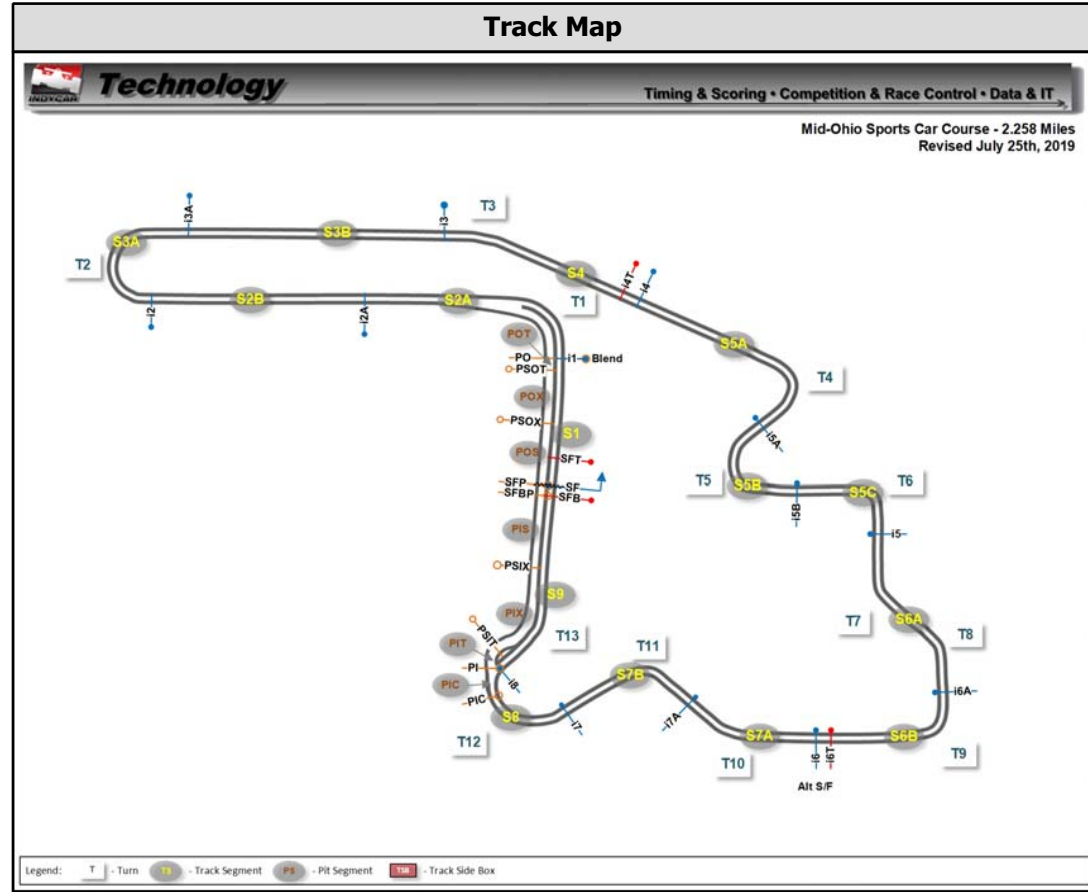 Track Map
INDYCAR
Technology
Timing & Scoring • Competition & Race Control • Data & IT
Mid-Ohio Sports Car Course - 2.258 Miles
Revised July 25th, 2019
i3A
i3
T3
S3A
S3B
T2
S4
i4T
i4
T1
i2
S2B
i2A
S2A
POT
PO
i1
Blend
PSOT
S5A
T4
POX
PSOX
S1
i5A
POS
SFT
SFP
SF
SFBP
SFB
T5
S5B
i5B
S5C
T6
PIS
i5
PSIX
S9
PIX
T13
T7
S6A
T8
PSIT
PIT
PI
i8
T11
S7B
PIC
PIC
i7
i7A
i6A
S8
T12
S7A
T10
i6
i6T
S6B
T9
Alt S/F
Legend: T - Turn TS - Track Segment PS - Pit Segment TSB - Track Side Box